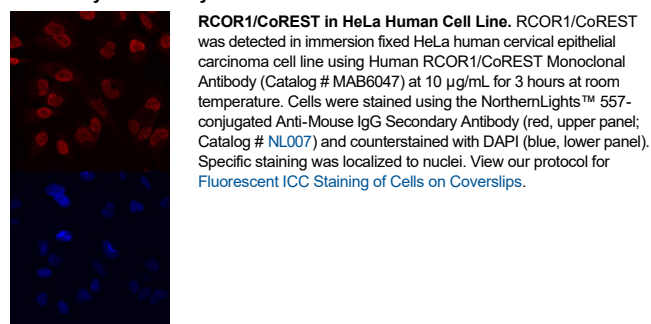 RCOR1/CoREST in HeLa Human Cell Line. RCOR1/CoREST
was detected in immersion fixed HeLa human cervical epithelial
carcinoma cell line using Human RCOR1/CoREST Monoclonal
Antibody (Catalog # MAB6047) at 10 µg/mL for 3 hours at room
temperature. Cells were stained using the NorthernLights™ 557-
conjugated Anti-Mouse IgG Secondary Antibody (red, upper panel;
Catalog # NL007) and counterstained with DAPI (blue, lower panel).
Specific staining was localized to nuclei. View our protocol for
Fluorescent ICC Staining of Cells on Coverslips.